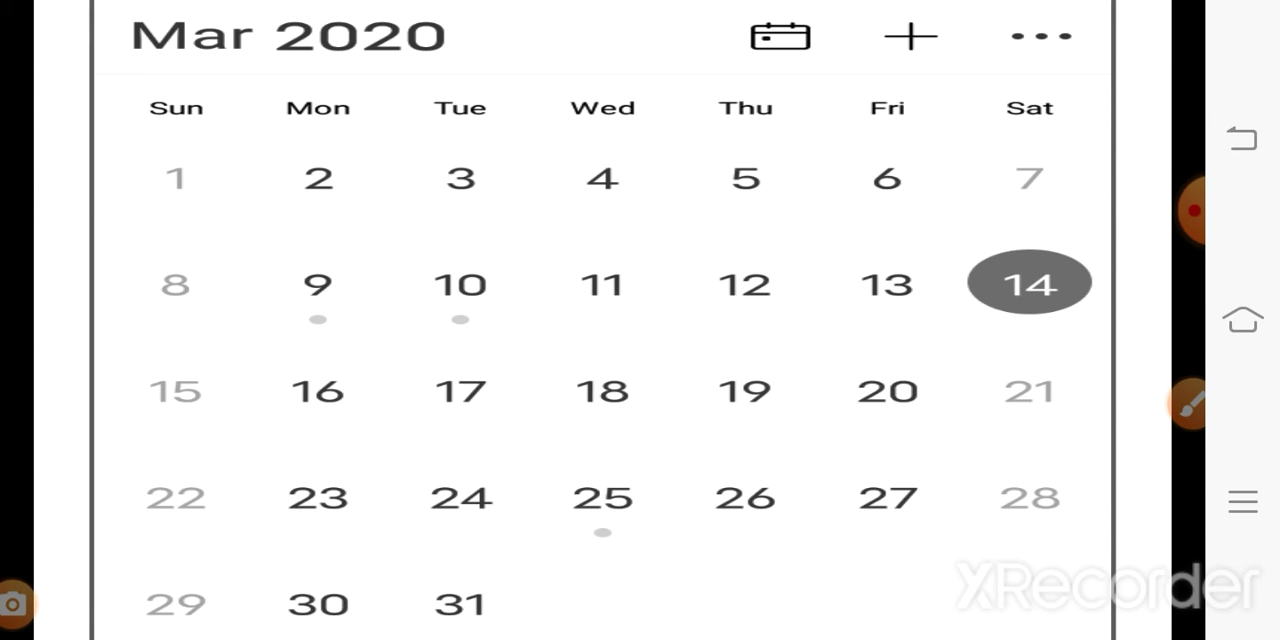 Mar 2020
Sun Mon Tue Wed Thu Fri Sat
1 2 3 4 5 6 7
8 9 10 11 12 13 14
15 16 17 18 19 20 21
22 23 24 25 26 27 28
29 30 31
XRecorder